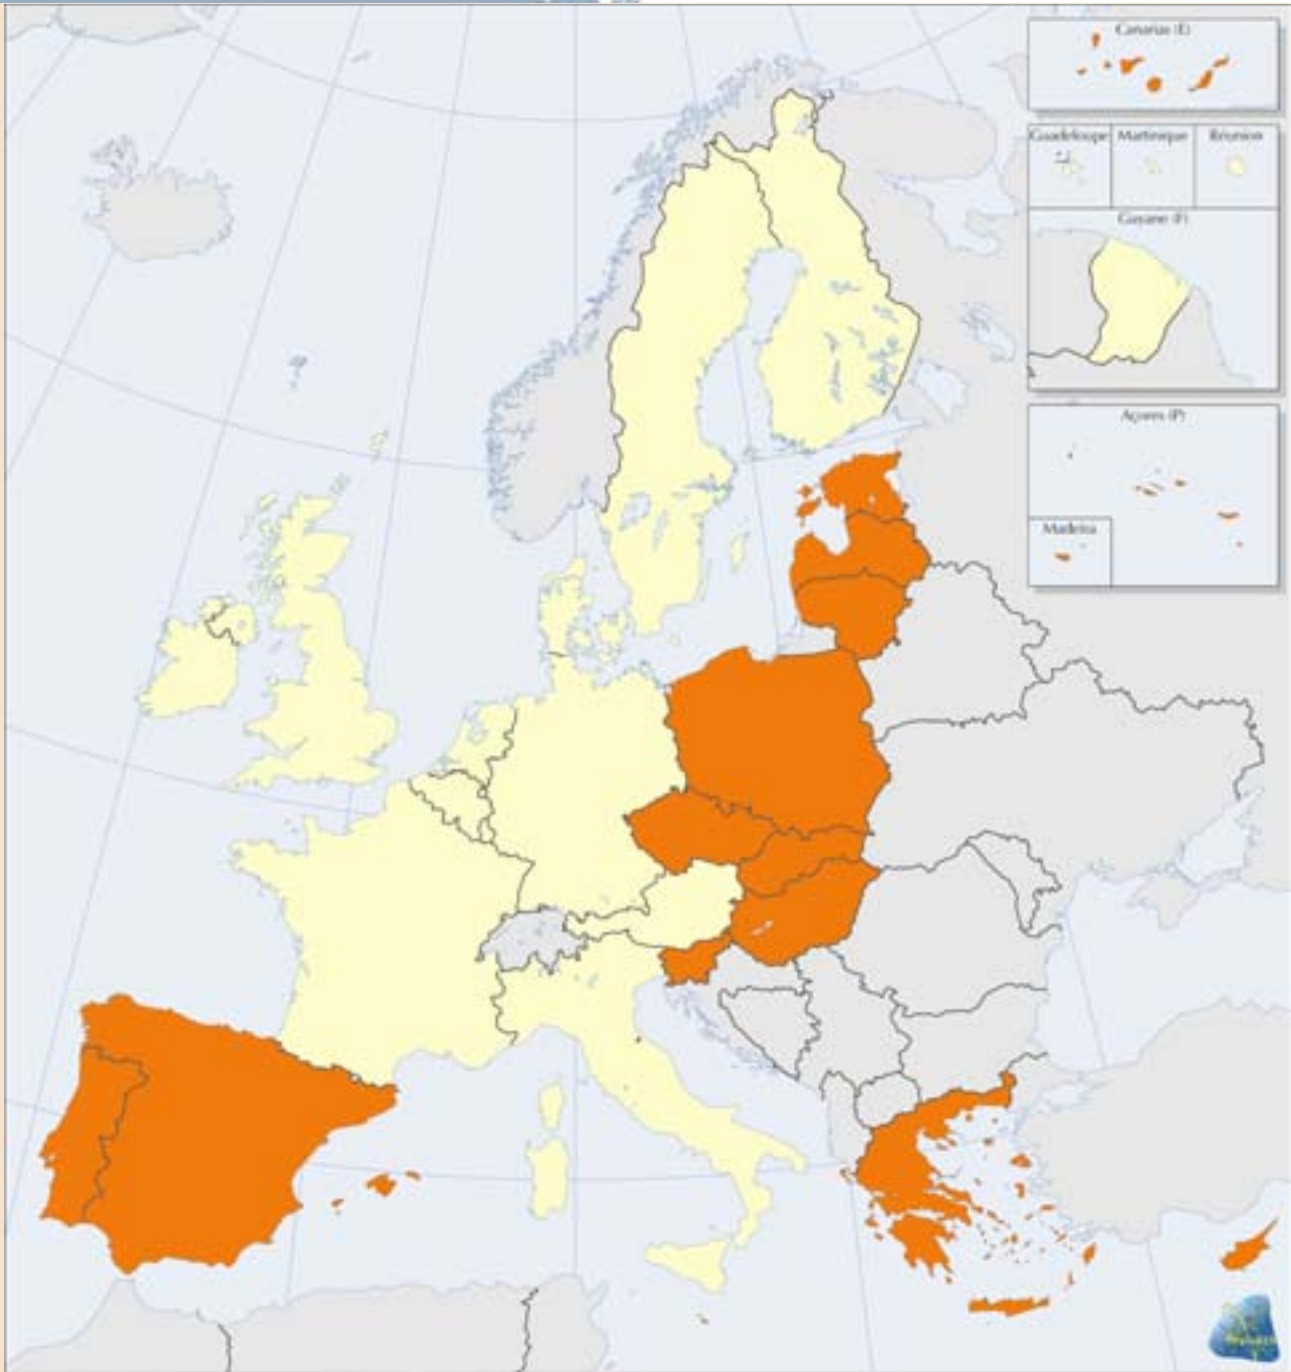 Canarias (E)
Guadeloupe
Martinique
Réunion
Guyane (F)
Açores (P)
Madeira